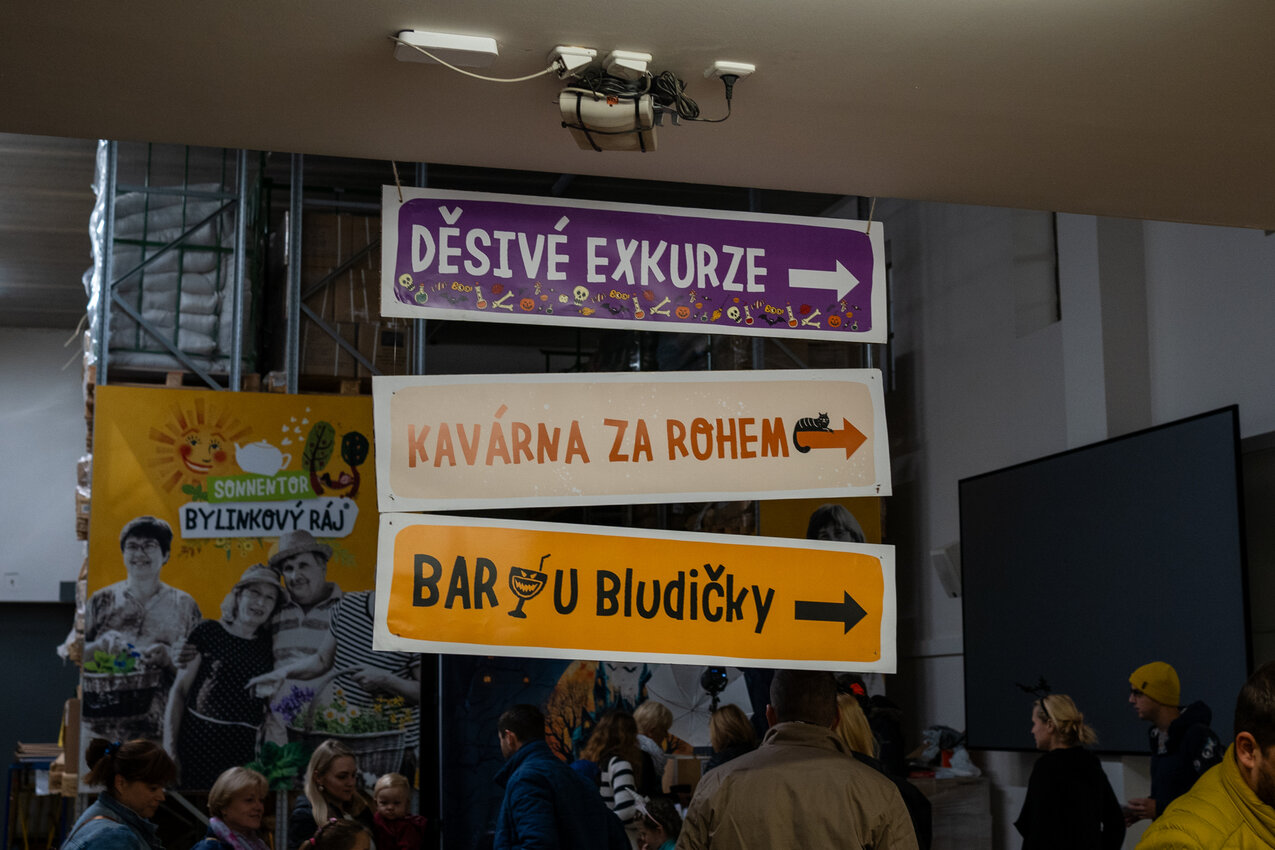 DĚSIVÉ EXKURZE
KAVÁRNA ZA ROHEM
SONNENTOR
BYLINKOVÝ RÁJ®
BAR U Bludičky